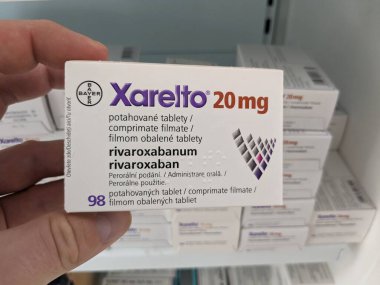 BAYER
Xarelto® 20 mg
potahované tablety /
comprimate filmate /
filmom obalené tablety
rivaroxabanum
rivaroxaban
Perorální podání. / Administrare orală. /
Perorálne použitie.
98 potahovaných tablet / comprimate filmate /
filmom obalených tabliet